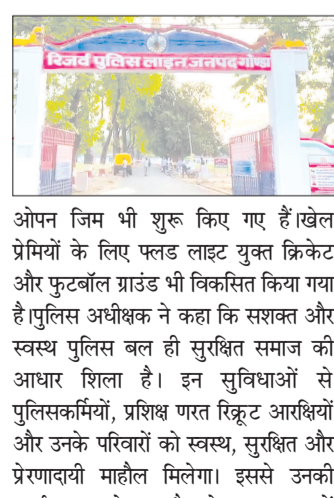 रिजर्व पुलिस लाइन जनपद गोण्डा
ओपन जिम भी शुरू किए गए हैं।खेल
प्रेमियों के लिए फ्लड लाइट युक्त क्रिकेट
और फुटबॉल ग्राउंड भी विकसित किया गया
है।पुलिस अधीक्षक ने कहा कि सशक्त और
स्वस्थ पुलिस बल ही सुरक्षित समाज की
आधार शिला है। इन सुविधाओं से
पुलिसकर्मियों, प्रशिक्ष णरत रिक्रूट आरक्षियों
और उनके परिवारों को स्वस्थ, सुरक्षित और
प्रेरणादायी माहौल मिलेगा। इससे उनकी